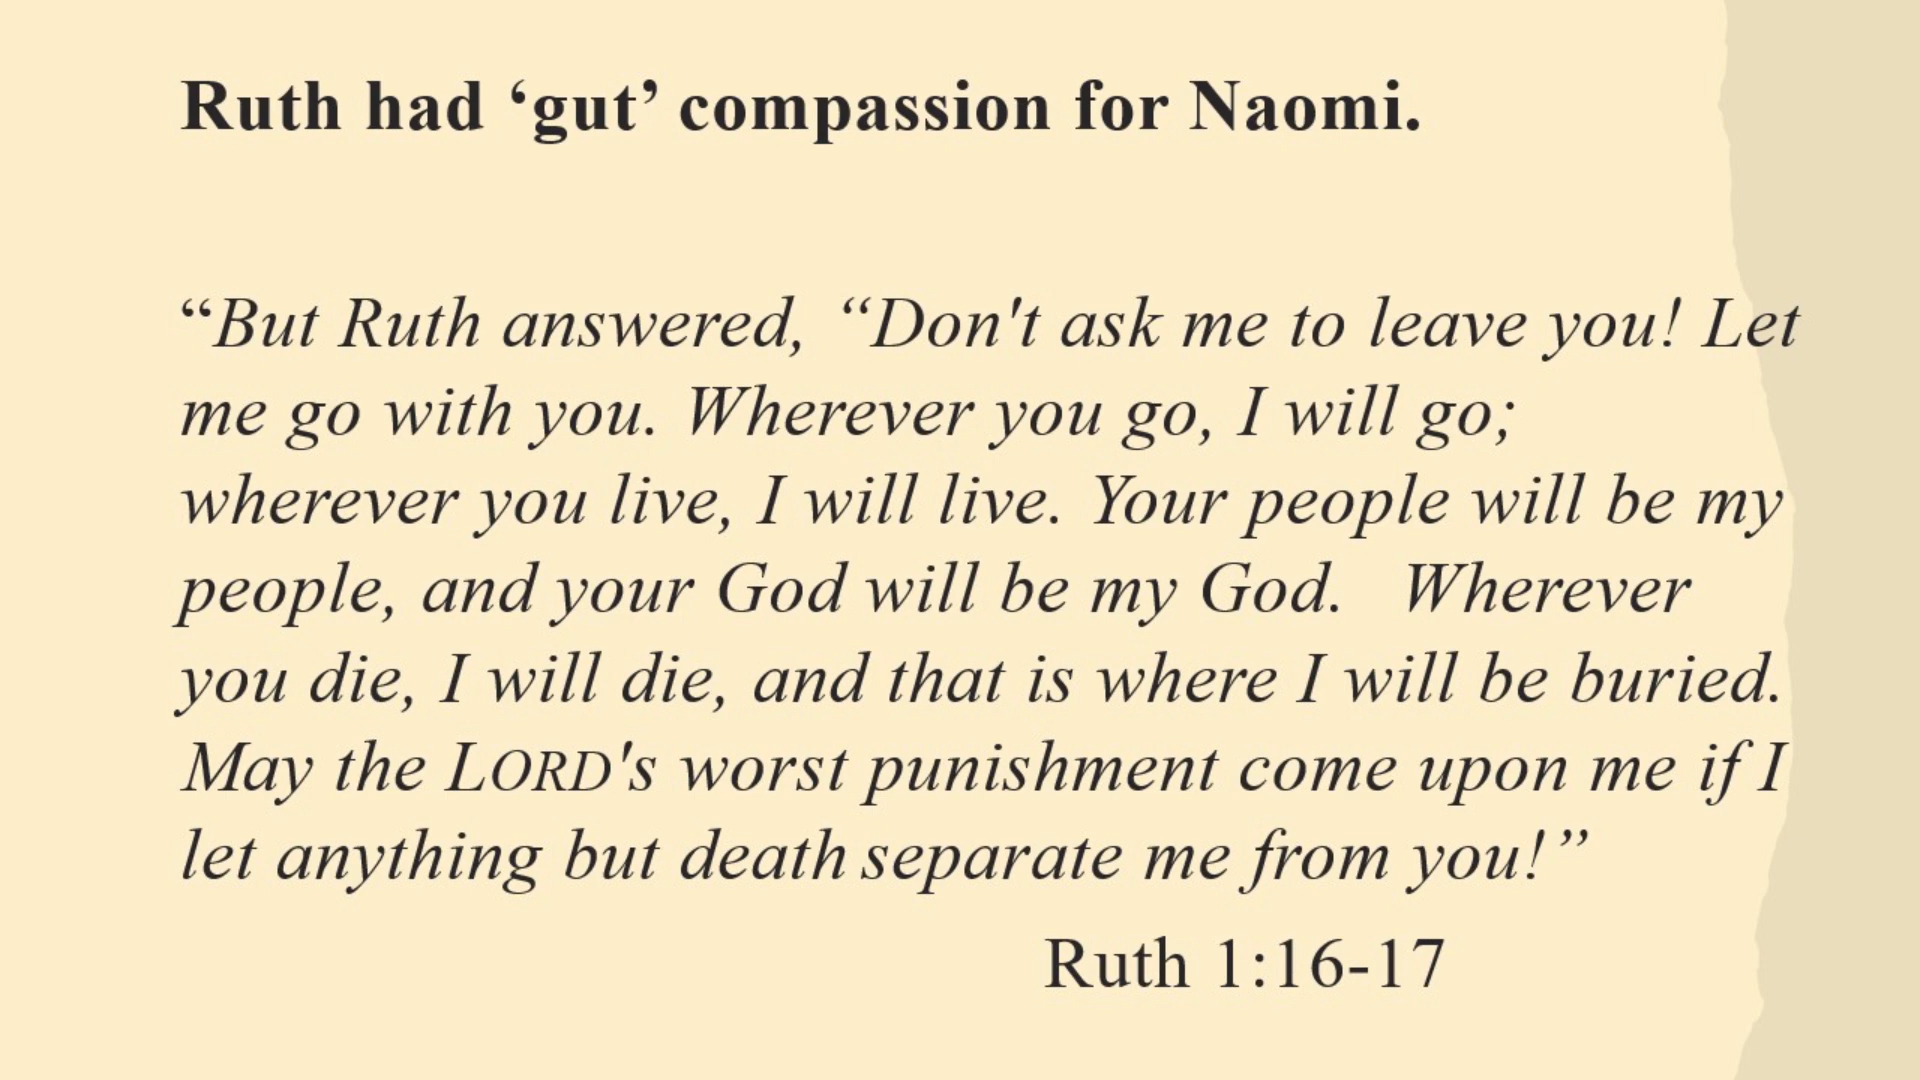 Ruth had ‘gut’ compassion for Naomi.
“But Ruth answered, “Don't ask me to leave you! Let
me go with you. Wherever you go, I will go;
wherever you live, I will live. Your people will be my
people, and your God will be my God.   Wherever
you die, I will die, and that is where I will be buried.
May the LORD's worst punishment come upon me if I
let anything but death separate me from you!”
Ruth 1:16-17